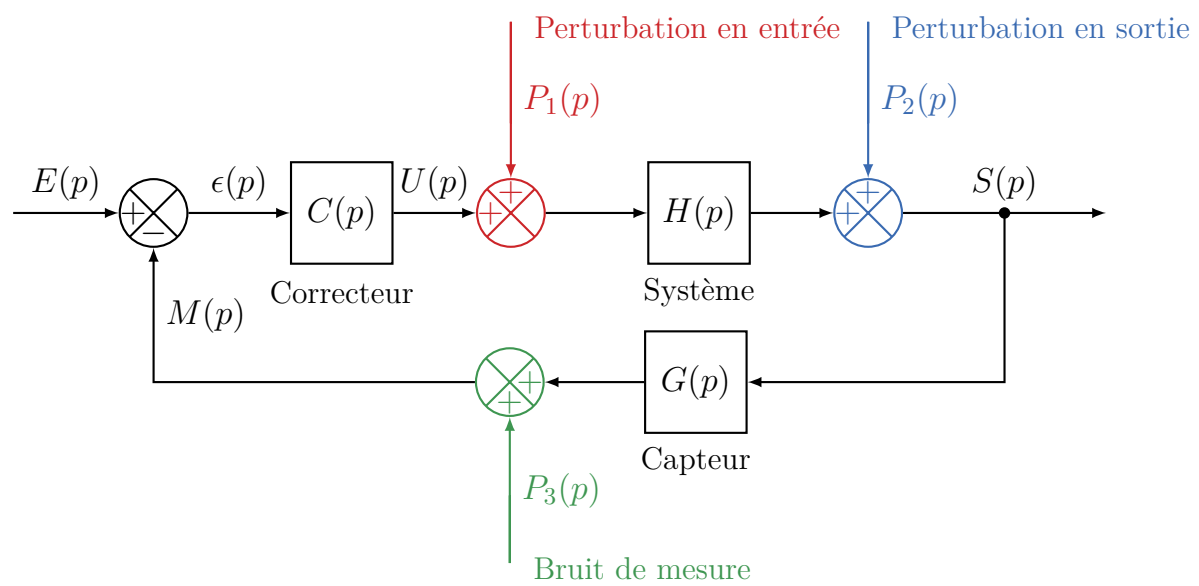 Perturbation en entrée
Perturbation en sortie
P₁(p)
P₂(p)
E(p)
ϵ(p)
C(p)
U(p)
H(p)
S(p)
+
−
+
+
+
+
Correcteur
Système
M(p)
G(p)
+
+
Capteur
P₃(p)
Bruit de mesure